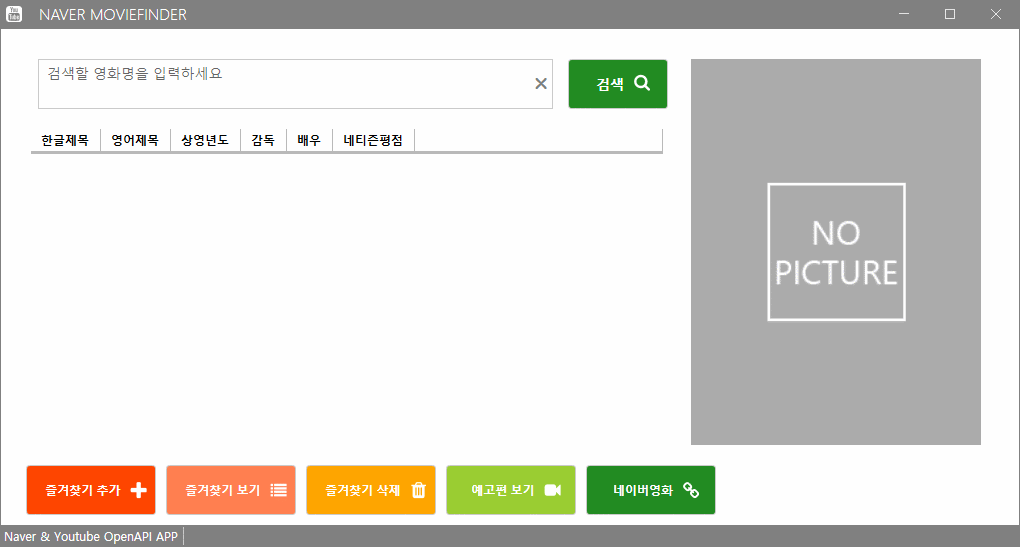 You
Tube
NAVER MOVIEFINDER
검색할 영화명을 입력하세요
검색
한글제목 영어제목 상영년도 감독 배우 네티즌평점
NO
PICTURE
즐겨찾기 추가 즐겨찾기 보기 즐겨찾기 삭제 예고편 보기 네이버영화
Naver & Youtube OpenAPI APP